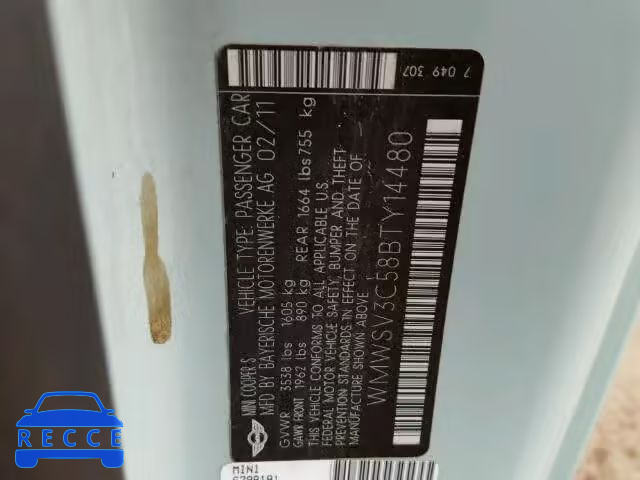 7 049 307
MINI COOPER S
VEHICLE TYPE: PASSENGER CAR
MFD BY BAYERISCHE MOTORENWERKE AG 02/11
GVWR 3538 lbs 1605 kg
GAWR FRONT 1962 lbs 890 kg REAR 1664 lbs 755 kg
THIS VEHICLE CONFORMS TO ALL APPLICABLE U.S.
FEDERAL MOTOR VEHICLE SAFETY, BUMPER AND THEFT
STANDARDS IN EFFECT ON THE DATE OF
MANUFACTURE SHOWN ABOVE.
WMWSV3C58BTY14480
MINI
RECCE